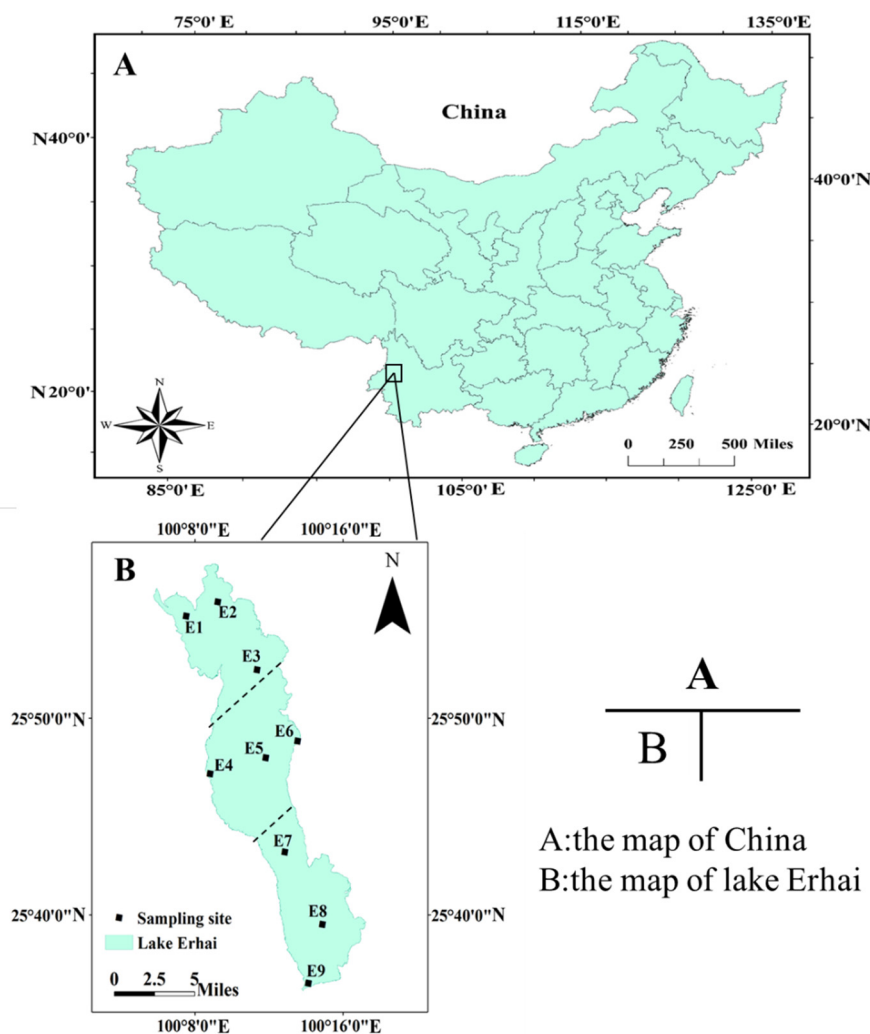 75°0' E 95°0' E 115°0'E 135°0' E
A
China
N40°0'
40°0'N
N20°0'
20°0'N
N
W E
S
0 250 500 Miles
85°0'E 105°0'E 125°0' E
100°8'0"E 100°16'0"E
B
N
E2
E1
E3
25°50'0"N 25°50'0"N
E6
E5
E4
E7
E8
25°40'0"N 25°40'0"N
E9
Sampling site
Lake Erhai
0 2.5 5
Miles
100°8'0"E 100°16'0"E
A
B
A:the map of China
B:the map of lake Erhai